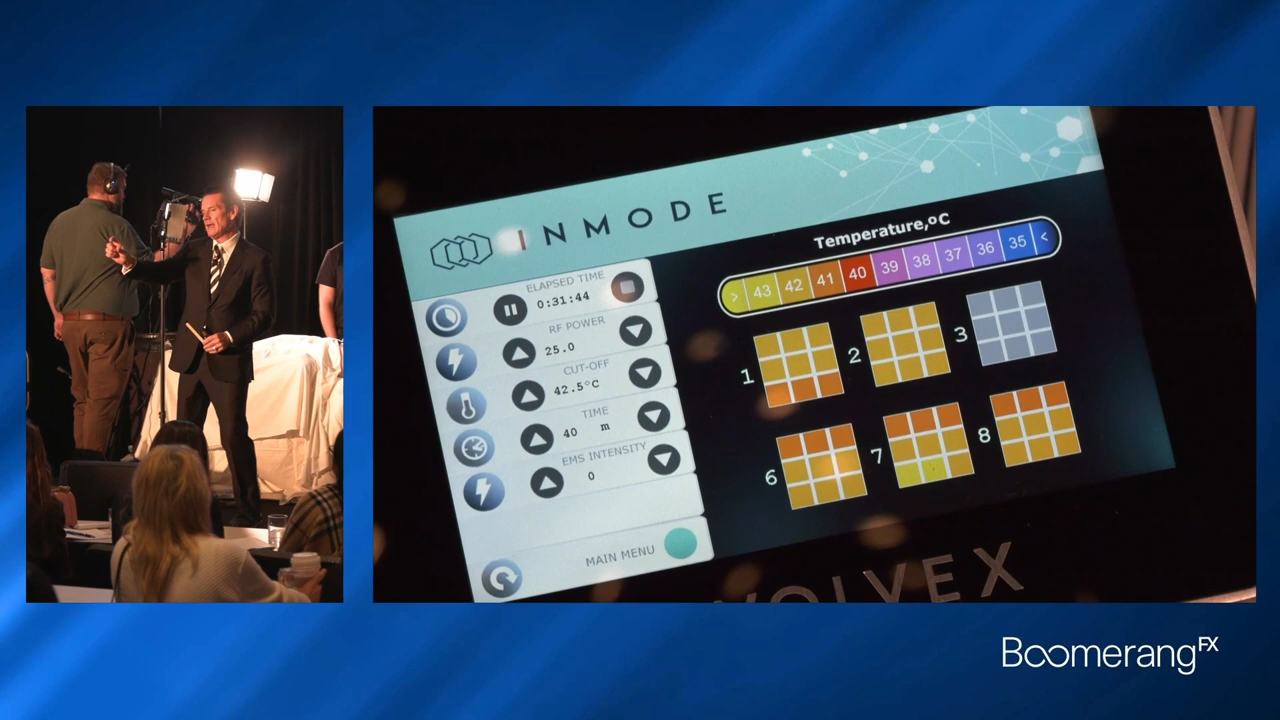 INMODE
Temperature,ºC
> 43 42 41 40 39 38 37 36 35 <
ELAPSED TIME
0:31:44
RF POWER
25.0
CUT-OFF
42.5°C
TIME
40 m
EMS INTENSITY
0
MAIN MENU
1 2 3
6 7 8
BoomerangFX